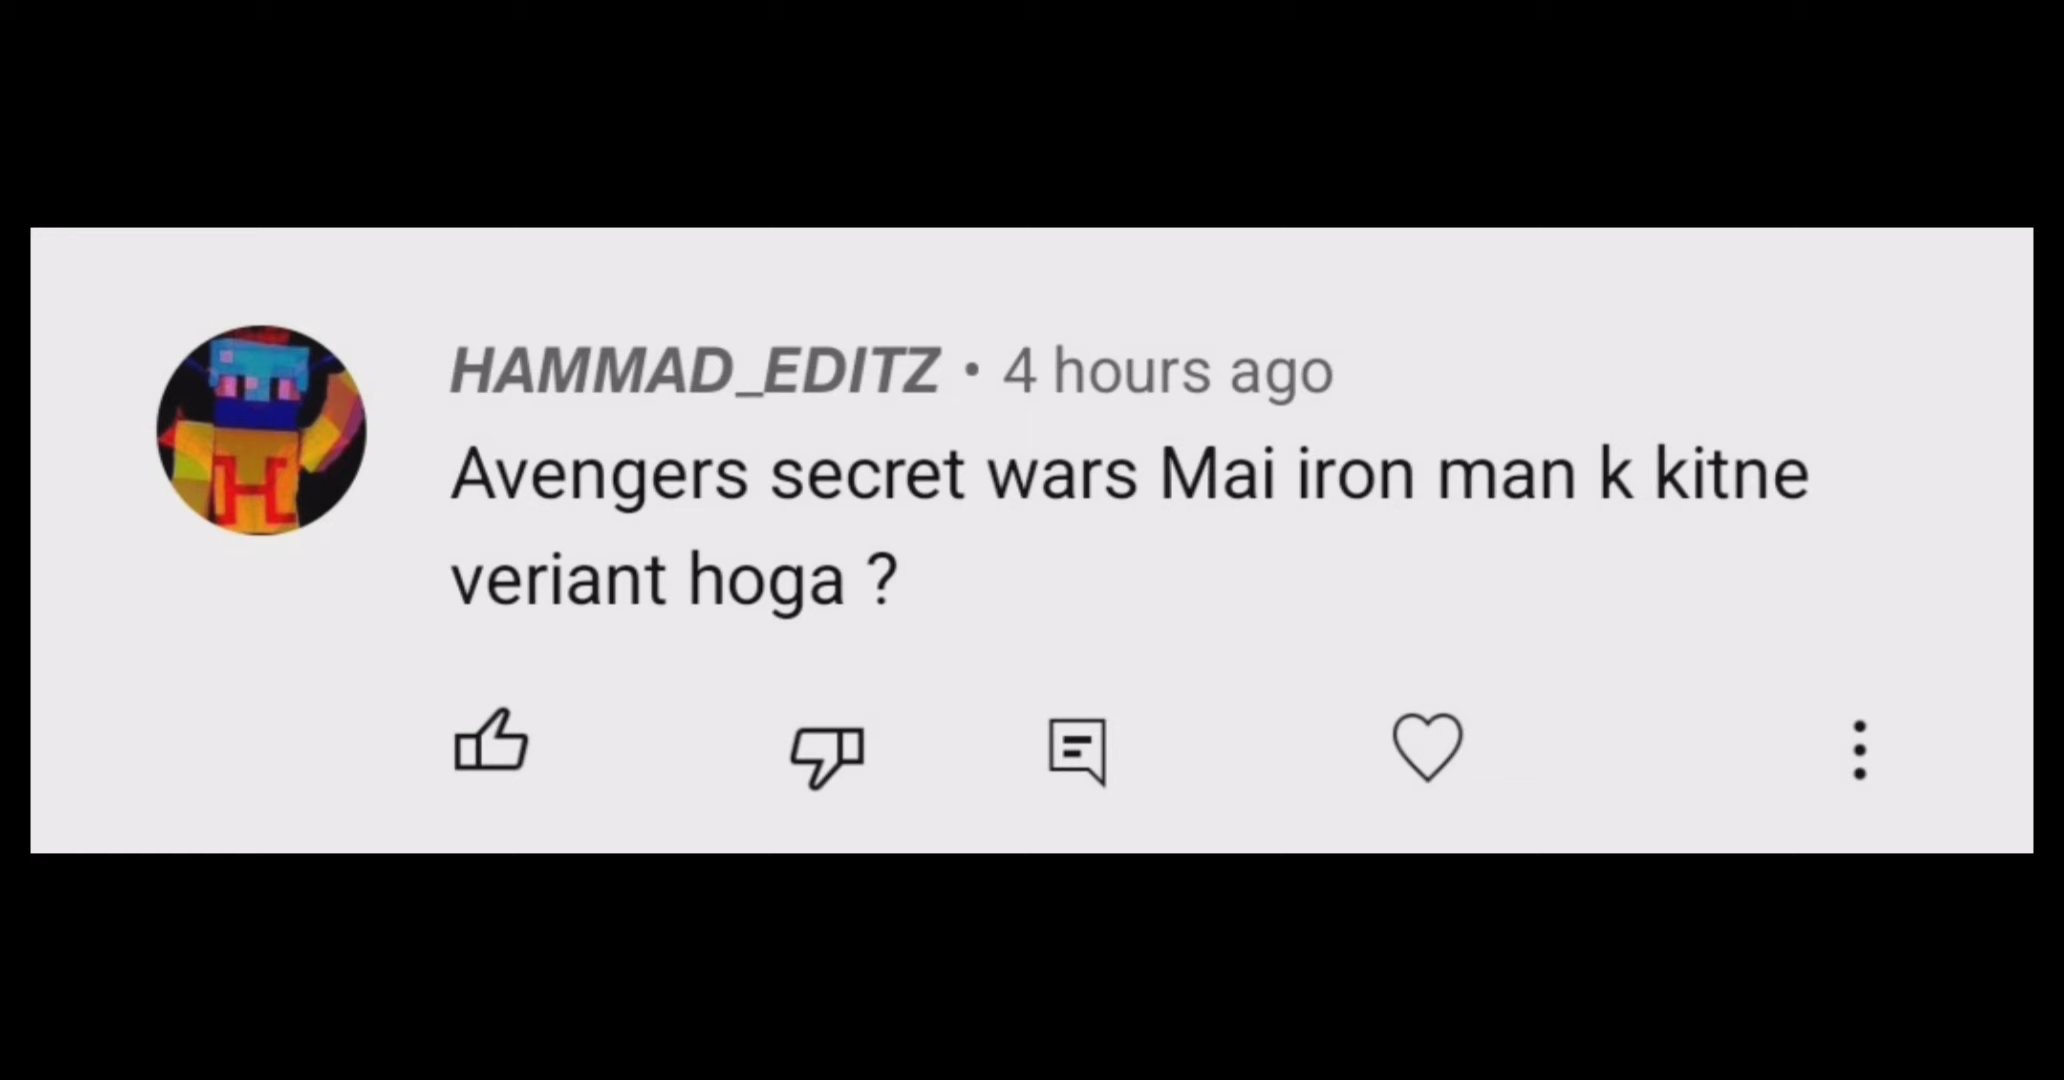 HAMMAD_EDITZ • 4 hours ago
Avengers secret wars Mai iron man k kitne
veriant hoga ?